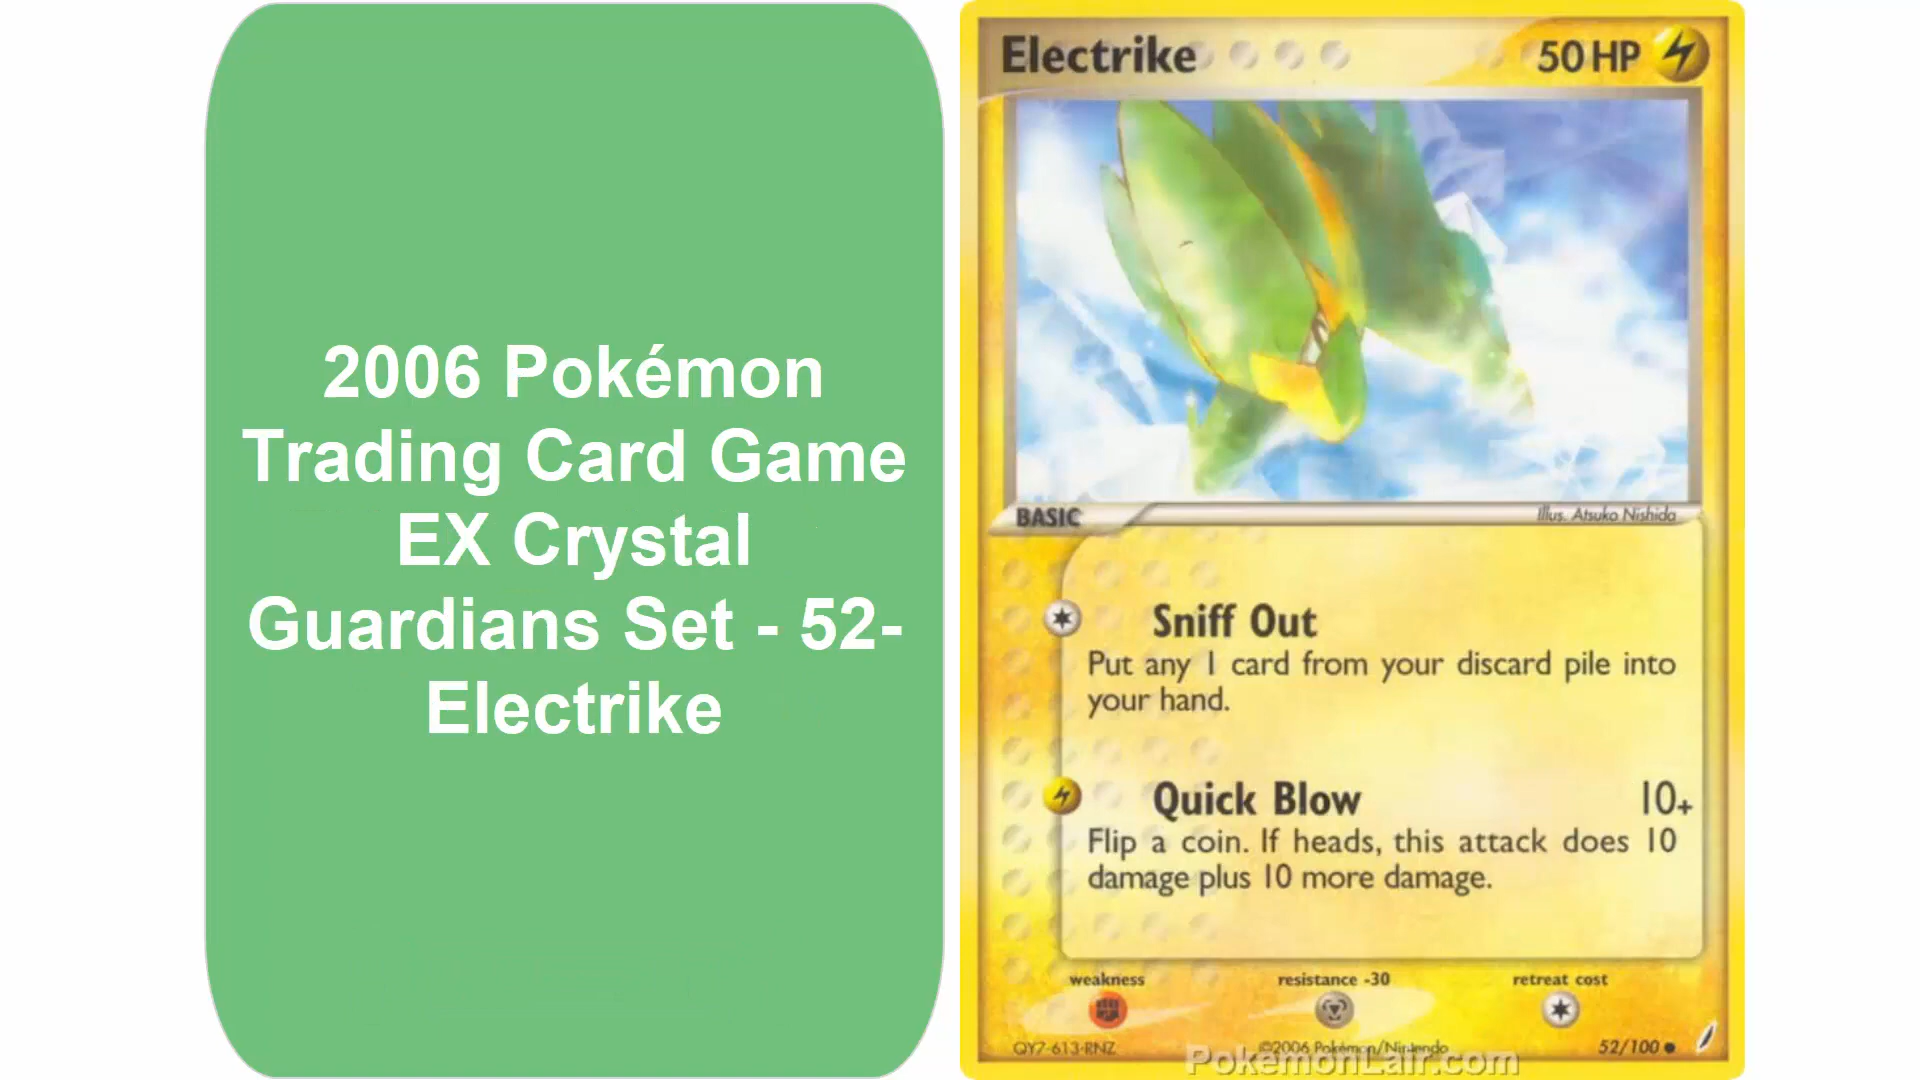 2006 Pokémon
Trading Card Game
EX Crystal
Guardians Set - 52-
Electrike
Electrike
50 HP
BASIC
Illus. Atsuko Nishida
Sniff Out
Put any 1 card from your discard pile into
your hand.
Quick Blow 10+
Flip a coin. If heads, this attack does 10
damage plus 10 more damage.
weakness resistance -30 retreat cost
QY7-613-RNZ ©2006 Pokémon/Nintendo 52/100
PokemonLair.com